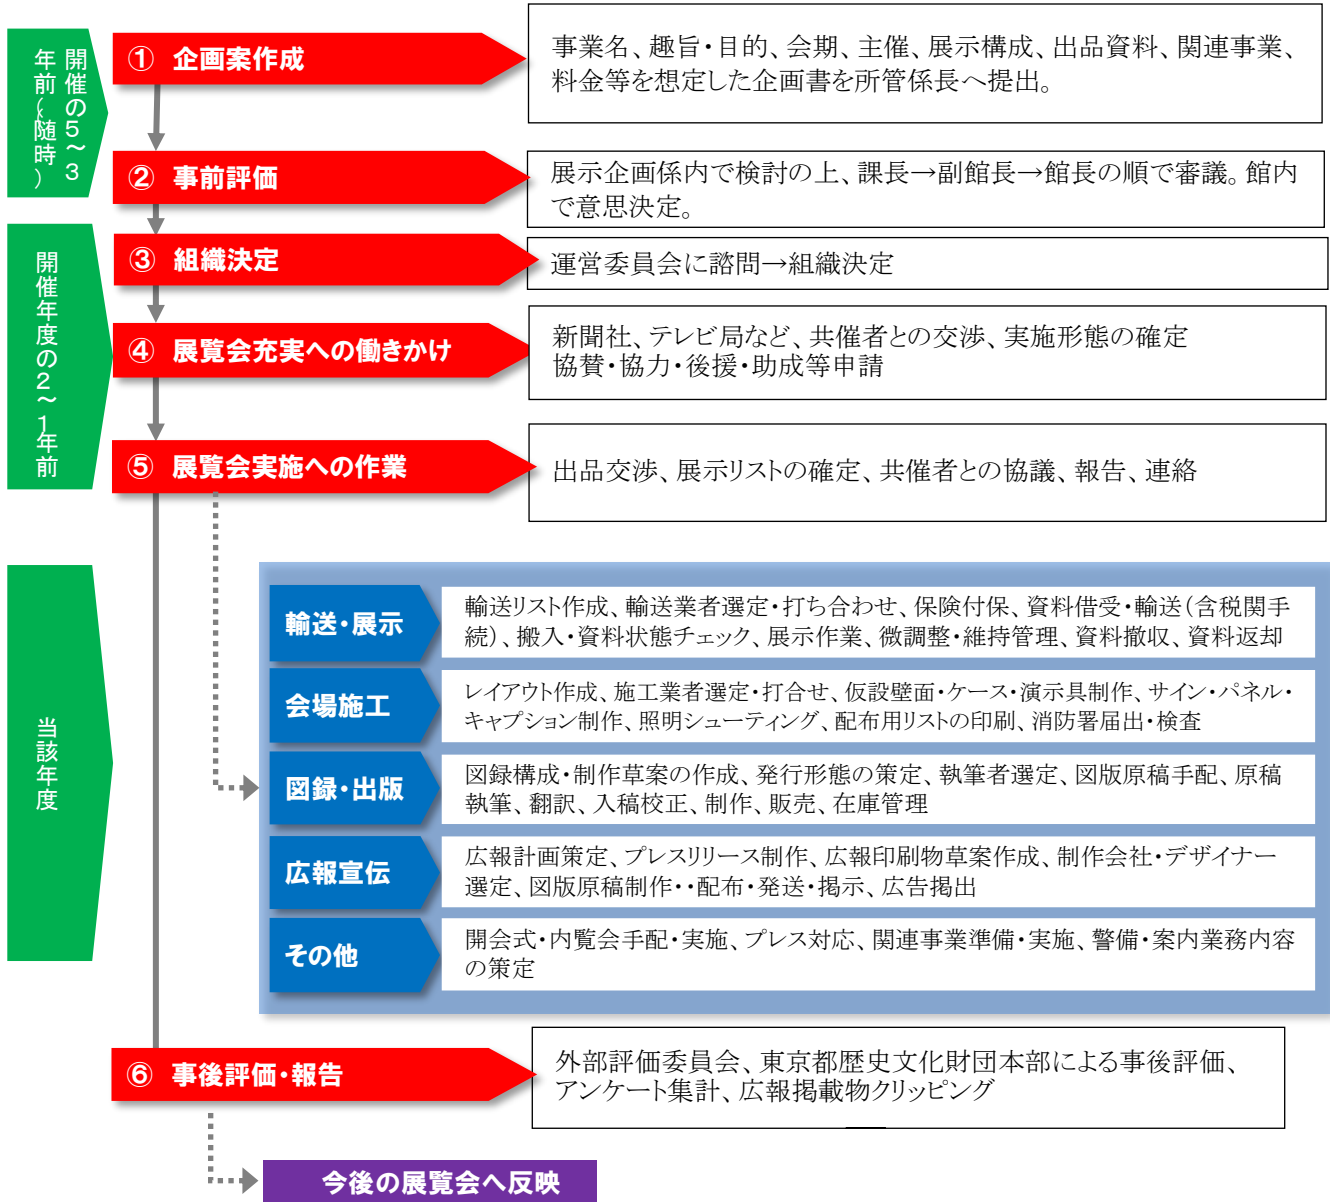 開催の5～3
年前(随時)
① 企画案作成
事業名、趣旨・目的、会期、主催、展示構成、出品資料、関連事業、
料金等を想定した企画書を所管係長へ提出。
② 事前評価
展示企画係内で検討の上、課長→副館長→館長の順で審議。館内
で意思決定。
開催年度の2～1年前
③ 組織決定
運営委員会に諮問→組織決定
④ 展覧会充実への働きかけ
新聞社、テレビ局など、共催者との交渉、実施形態の確定
協賛・協力・後援・助成等申請
⑤ 展覧会実施への作業
出品交渉、展示リストの確定、共催者との協議、報告、連絡
当該年度
輸送・展示
輸送リスト作成、輸送業者選定・打ち合わせ、保険付保、資料借受・輸送(含税関手
続)、搬入・資料状態チェック、展示作業、微調整・維持管理、資料撤収、資料返却
会場施工
レイアウト作成、施工業者選定・打合せ、仮設壁面・ケース・演示具制作、サイン・パネル・
キャプション制作、照明シューティング、配布用リストの印刷、消防署届出・検査
図録・出版
図録構成・制作草案の作成、発行形態の策定、執筆者選定、図版原稿手配、原稿
執筆、翻訳、入稿校正、制作、販売、在庫管理
広報宣伝
広報計画策定、プレスリリース制作、広報印刷物草案作成、制作会社・デザイナー
選定、図版原稿制作・・配布・発送・掲示、広告掲出
その他
開会式・内覧会手配・実施、プレス対応、関連事業準備・実施、警備・案内業務内容
の策定
⑥ 事後評価・報告
外部評価委員会、東京都歴史文化財団本部による事後評価、
アンケート集計、広報掲載物クリッピング
今後の展覧会へ反映